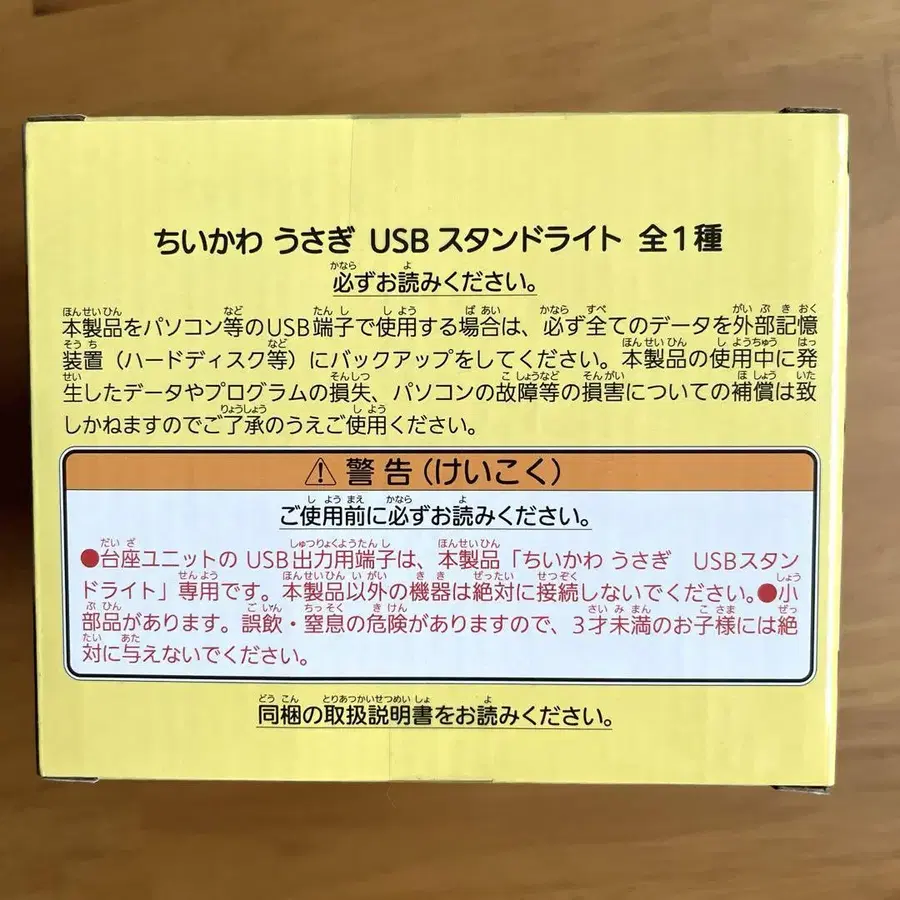 ちいかわ うさぎ USBスタンドライト 全1種
必ずお読みください。
本製品をパソコン等のUSB端子で使用する場合は、必ず全てのデータを外部記憶
装置（ハードディスク等）にバックアップをしてください。本製品の使用中に発
生したデータやプログラムの損失、パソコンの故障等の損害についての補償は致
しかねますのでご了承のうえご使用ください。
⚠ 警告（けいこく）
ご使用前に必ずお読みください。
●台座ユニットの USB出力用端子は、本製品「ちいかわ うさぎ USBスタン
ドライト」専用です。本製品以外の機器は絶対に接続しないでください。●小
部品があります。誤飲・窒息の危険がありますので、3才未満のお子様には絶
対に与えないでください。
同梱の取扱説明書をお読みください。